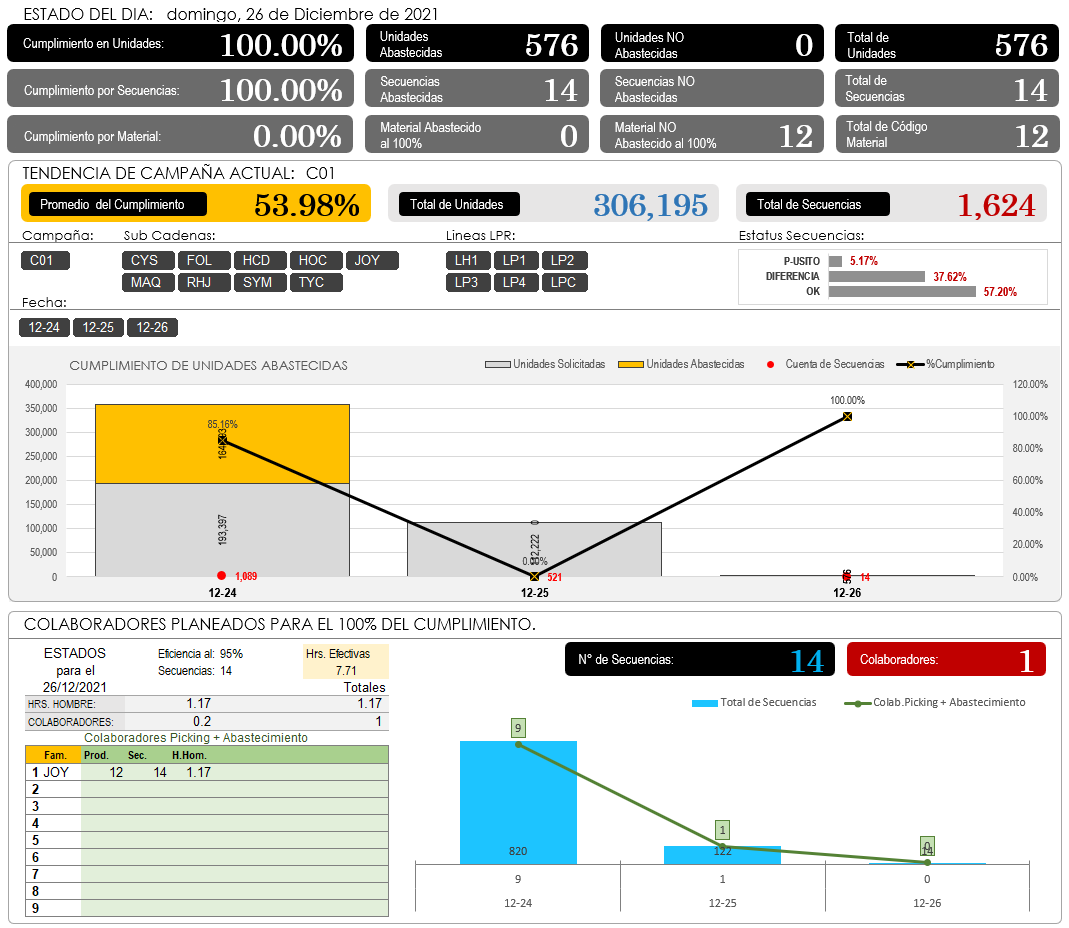 ESTADO DEL DIA: domingo, 26 de Diciembre de 2021
Cumplimiento en Unidades: 100.00%
Unidades Abastecidas 576
Unidades NO Abastecidas 0
Total de Unidades 576
Cumplimiento por Secuencias: 100.00%
Secuencias Abastecidas 14
Secuencias NO Abastecidas
Total de Secuencias 14
Cumplimiento por Material: 0.00%
Material Abastecido al 100% 0
Material NO Abastecido al 100% 12
Total de Código Material 12
TENDENCIA DE CAMPAÑA ACTUAL: C01
Promedio del Cumplimiento 53.98%
Total de Unidades 306,195
Total de Secuencias 1,624
Campaña: Sub Cadenas: Lineas LPR: Estatus Secuencias:
C01 CYS FOL HCD HOC JOY LH1 LP1 LP2
MAQ RHJ SYM TYC LP3 LP4 LPC
P-USITO 5.17%
DIFERENCIA 37.62%
OK 57.20%
Fecha:
12-24 12-25 12-26
CUMPLIMIENTO DE UNIDADES ABASTECIDAS
Unidades Solicitadas Unidades Abastecidas Cuenta de Secuencias %Cumplimiento
400,000 120.00%
350,000 100.00%
300,000 80.00%
250,000 60.00%
200,000 40.00%
150,000 20.00%
100,000 0.00%
50,000
0
85.16%
193,397
1,089
0
0.00%
521
100.00%
14
12-24 12-25 12-26
COLABORADORES PLANEADOS PARA EL 100% DEL CUMPLIMIENTO.
ESTADOS para el 26/12/2021
Eficiencia al: 95%
Secuencias: 14
Hrs. Efectivas
7.71
Totales
HRS. HOMBRE: 1.17 1.17
COLABORADORES: 0.2 1
Colaboradores Picking + Abastecimiento
Fam. Prod. Sec. H.Hom.
1 JOY 12 14 1.17
2
3
4
5
6
7
8
9
N° de Secuencias: 14
Colaboradores: 1
Total de Secuencias Colab.Picking + Abastecimiento
9
1
0
820 122 14
9 1 0
12-24 12-25 12-26